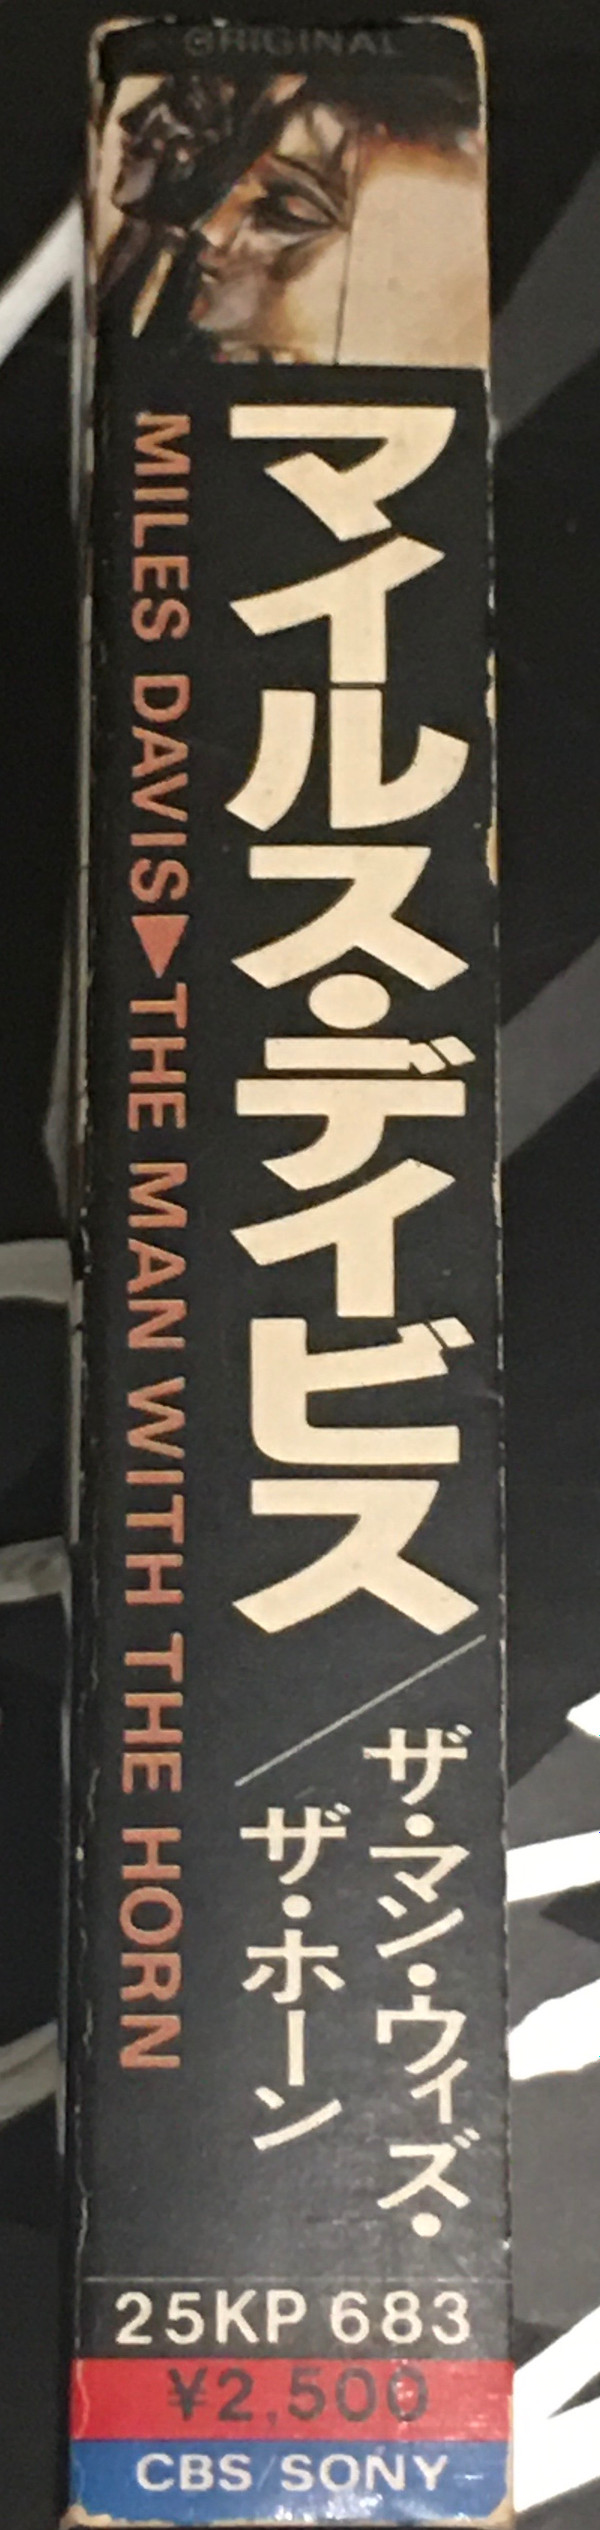 ORIGINAL
マイルス・デイビス
ザ・マン・ウィズ・
ザ・ホーン
MILES DAVIS▶THE MAN WITH THE HORN
25KP 683
¥2,500
CBS/SONY